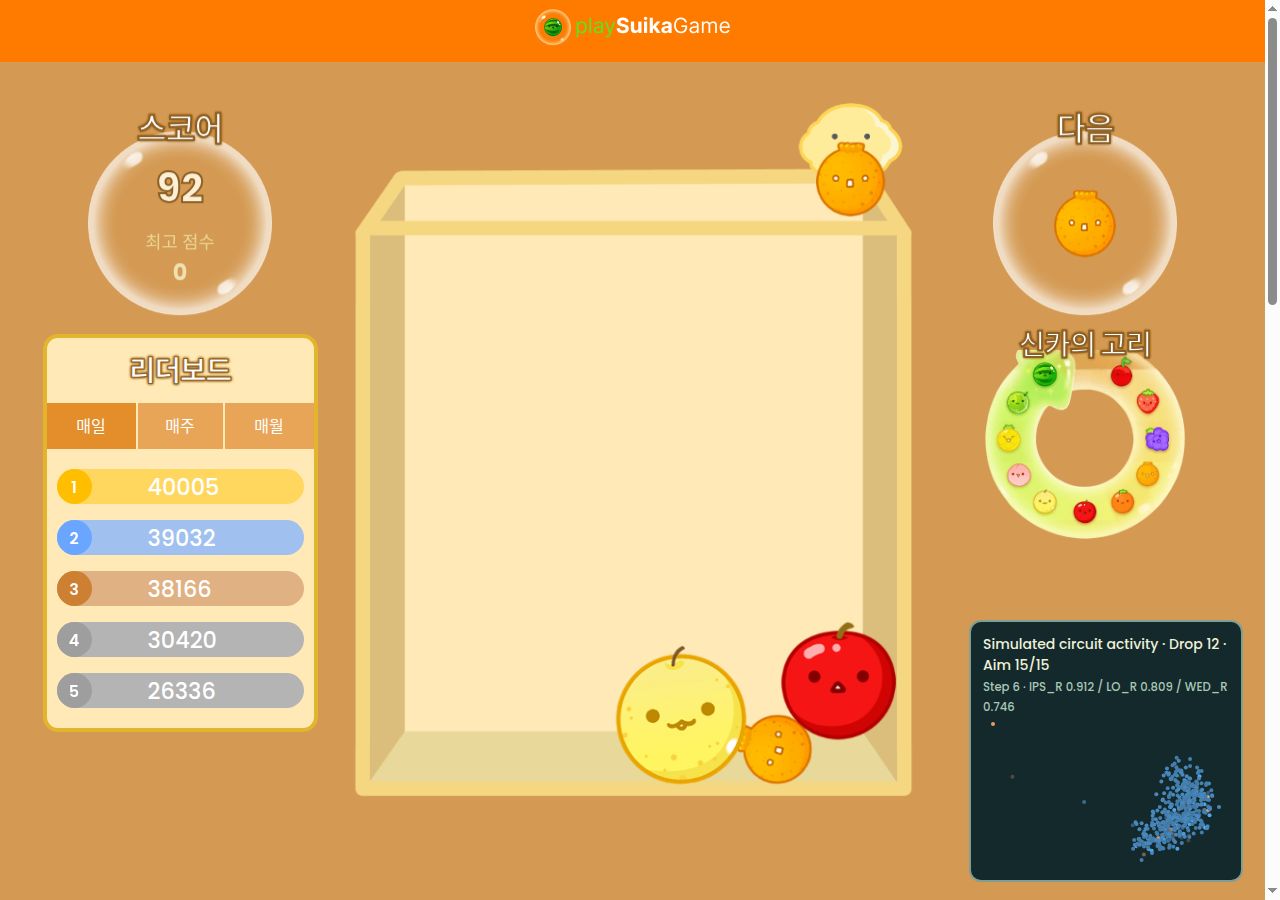 playSuikaGame
스코어
92
최고 점수
0
리더보드
매일 매주 매월
1 40005
2 39032
3 38166
4 30420
5 26336
다음
신카의 고리
Simulated circuit activity · Drop 12 ·
Aim 15/15
Step 6 · IPS_R 0.912 / LO_R 0.809 / WED_R
0.746